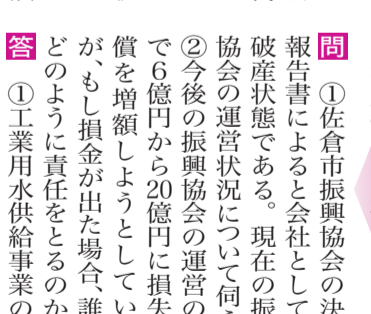 問 ①佐倉市振興協会の決
報告書によると会社として
破産状態である。現在の振
協会の運営状況について伺
②今後の振興協会の運営の
で6億円から20億円に損失
償を増額しようとしてい
が、もし損金が出た場合、誰
どのように責任をとるのか
答 ①工業用水供給事業の